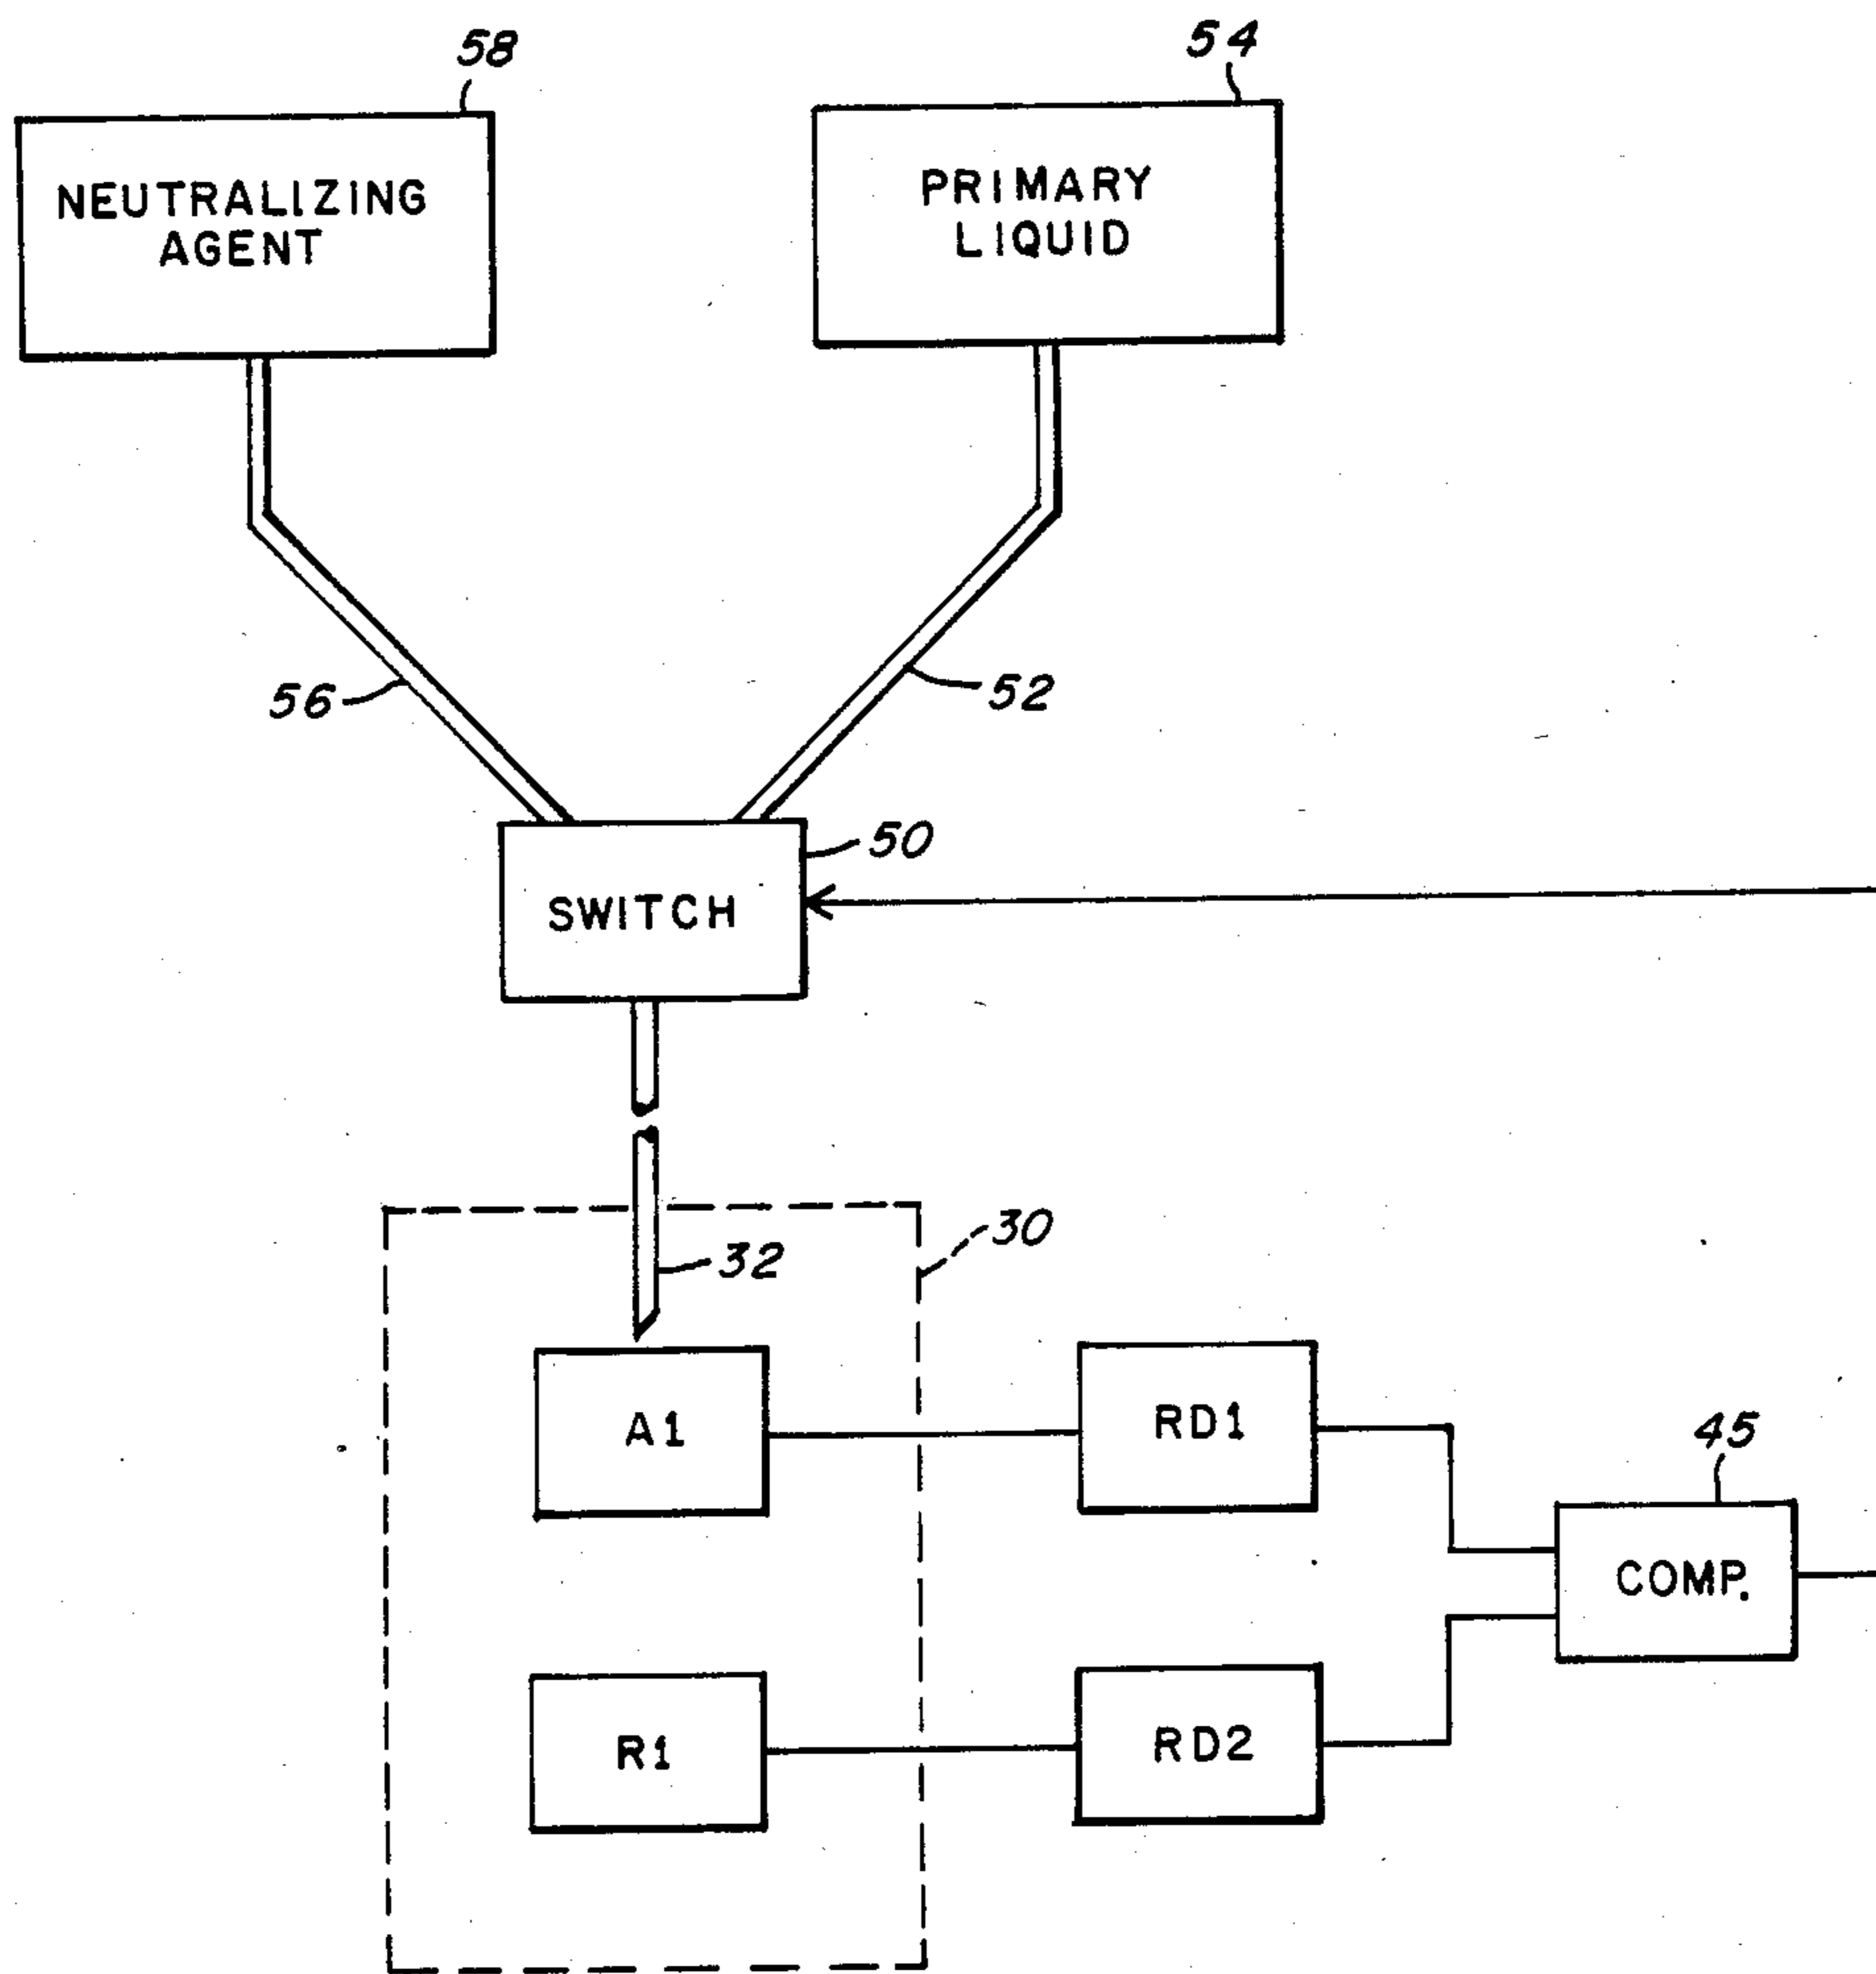 58
54
NEUTRALIZING
AGENT
PRIMARY
LIQUID
56
52
50
SWITCH
30
32
A1
RD1
45
COMP.
R1
RD2